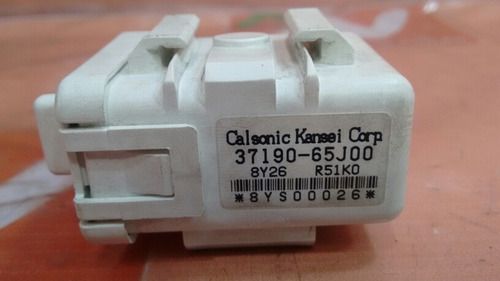 Calsonic Kansei Corp.
37190-65J00
8Y26 R51K0
*8YS00026*